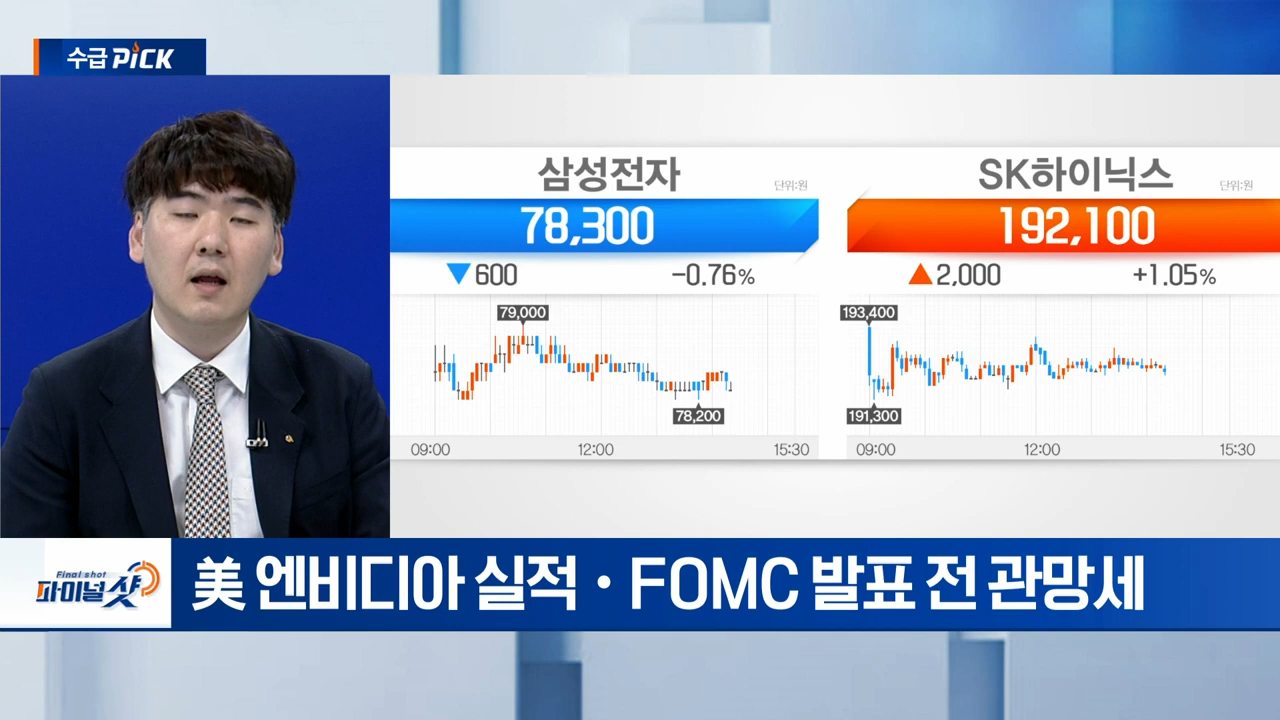 수급 PiCK
삼성전자
단위:원
78,300
▼600 -0.76%
79,000
78,200
09:00 12:00 15:30
SK하이닉스
단위:원
192,100
▲2,000 +1.05%
193,400
191,300
09:00 12:00 15:30
Final shot
파이널샷
美 엔비디아 실적·FOMC 발표 전 관망세